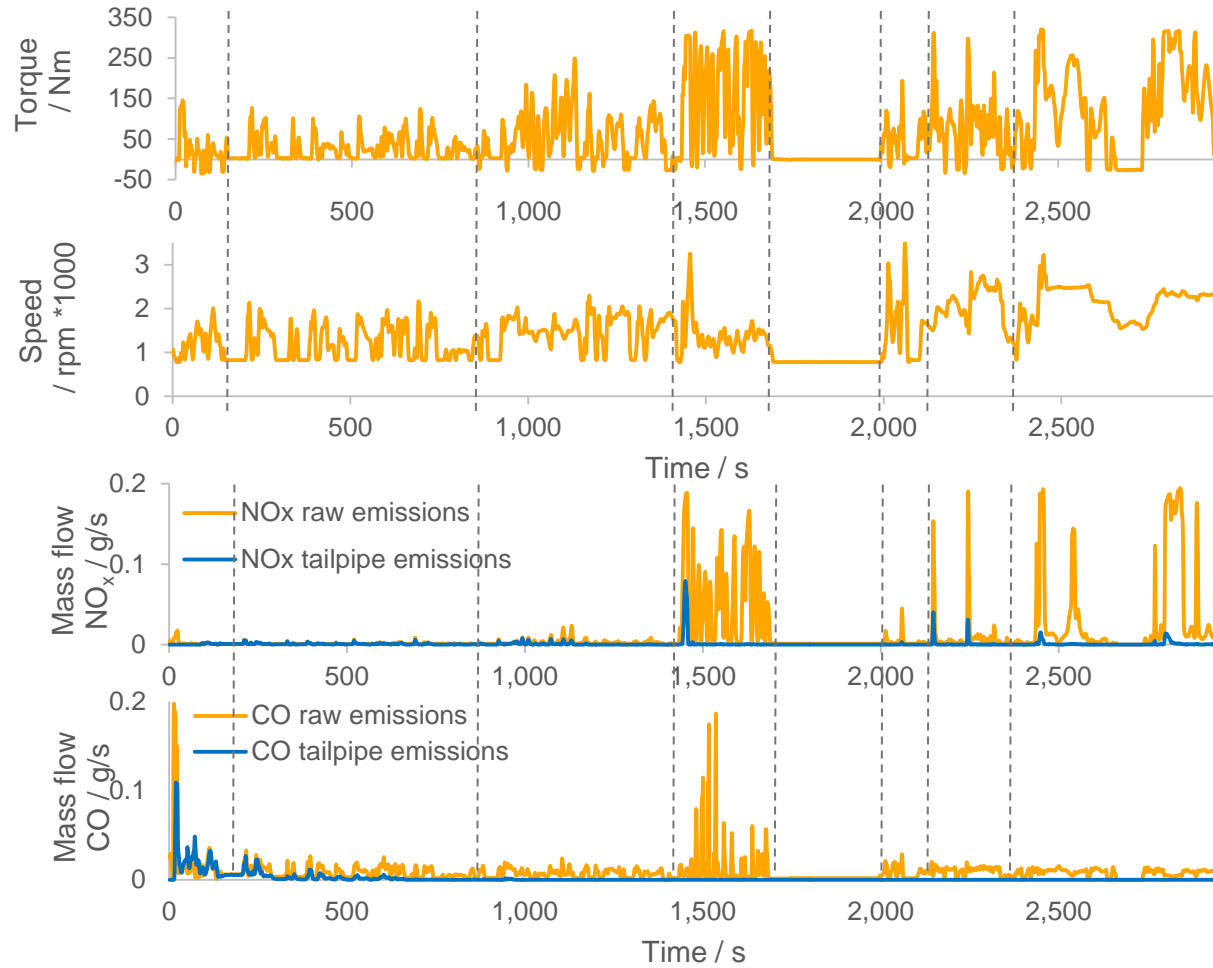 Torque
/ Nm
350
250
150
50
-50
0
500
1,000
1,500
2,000
2,500
Speed
/ rpm *1000
3
2
1
0
0
500
1,000
1,500
2,000
2,500
Time / s
Mass flow
NOx / g/s
0.2
0.1
0
NOx raw emissions
NOx tailpipe emissions
0
500
1,000
1,500
2,000
2,500
Mass flow
CO / g/s
0.2
0.1
0
CO raw emissions
CO tailpipe emissions
0
500
1,000
1,500
2,000
2,500
Time / s